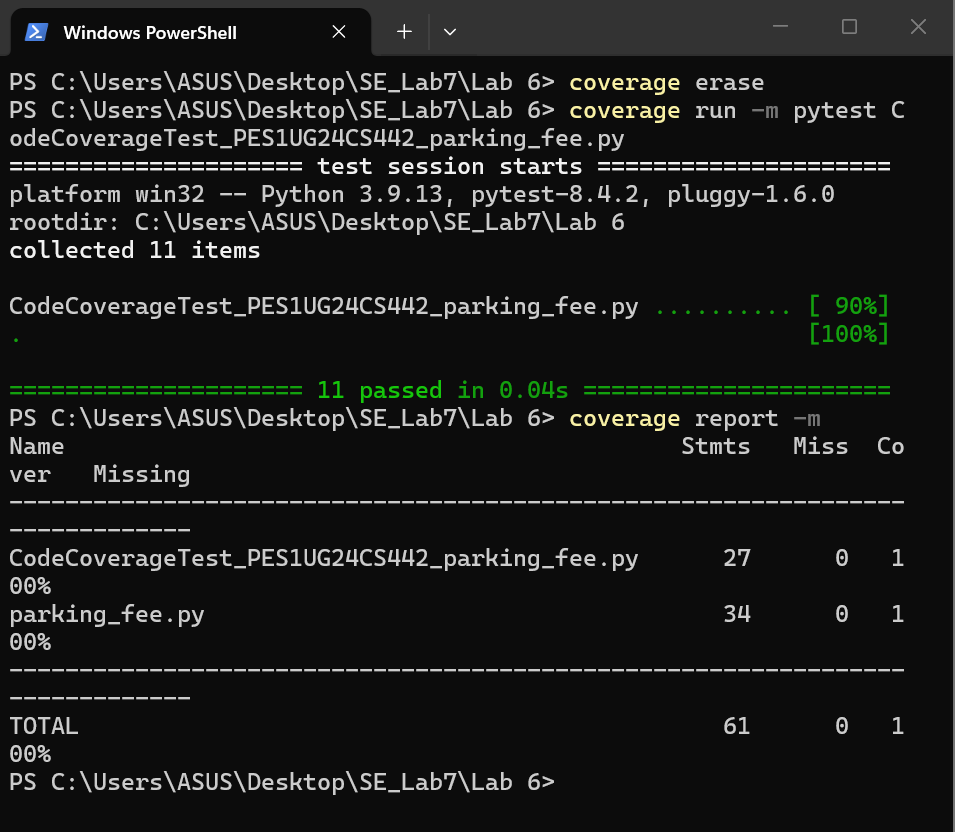 Windows PowerShell
PS C:\Users\ASUS\Desktop\SE_Lab7\Lab 6> coverage erase
PS C:\Users\ASUS\Desktop\SE_Lab7\Lab 6> coverage run -m pytest C
odeCoverageTest_PES1UG24CS442_parking_fee.py
===================== test session starts =====================
platform win32 -- Python 3.9.13, pytest-8.4.2, pluggy-1.6.0
rootdir: C:\Users\ASUS\Desktop\SE_Lab7\Lab 6
collected 11 items

CodeCoverageTest_PES1UG24CS442_parking_fee.py .......... [ 90%]
.                                                        [100%]

===================== 11 passed in 0.04s ======================
PS C:\Users\ASUS\Desktop\SE_Lab7\Lab 6> coverage report -m
Name                                            Stmts   Miss  Co
ver   Missing
----------------------------------------------------------------
-------------
CodeCoverageTest_PES1UG24CS442_parking_fee.py      27      0   1
00%
parking_fee.py                                     34      0   1
00%
----------------------------------------------------------------
-------------
TOTAL                                              61      0   1
00%
PS C:\Users\ASUS\Desktop\SE_Lab7\Lab 6>